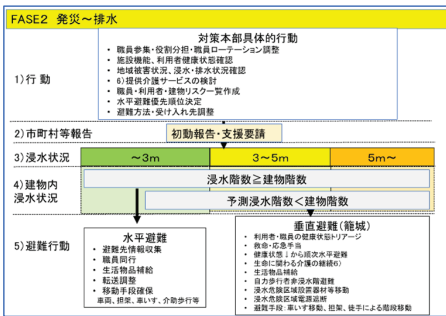 FASE2 発災～排水
対策本部具体的行動
・ 職員参集・役割分担・職員ローテーション調整
・ 施設機能、利用者健康状態確認
・ 地域被害状況、浸水・排水状況確認
・ 6)提供介護サービスの検討
・ 職員・利用者・建物リスク一覧作成
・ 水平避難優先順位決定
・ 避難方法・受け入れ先調整
1)行 動
2)市町村等報告
初動報告・支援要請
3)浸水状況
～3m
3～5m
5m～
4)建物内
浸水状況
浸水階数≧建物階数
予測浸水階数＜建物階数
5)避難行動
水平避難
・ 避難先情報収集
・ 職員同行
・ 生活物品補給
・ 転送調整
・ 移動手段確保
車両、担架、車いす、介助歩行等
垂直避難(籠城)
・ 利用者・職員の健康状態トリアージ
・ 救命・応急手当
・ 健康状態↓から順次水平避難
・ 生命に関わる介護の継続6)
・ 生活物品補給
・ 自力歩行者非浸水階避難
・ 浸水危険区域設置器材等移動
・ 浸水危険区域電源遮断
・ 避難手段:車いす移動、担架、徒手による階段移動